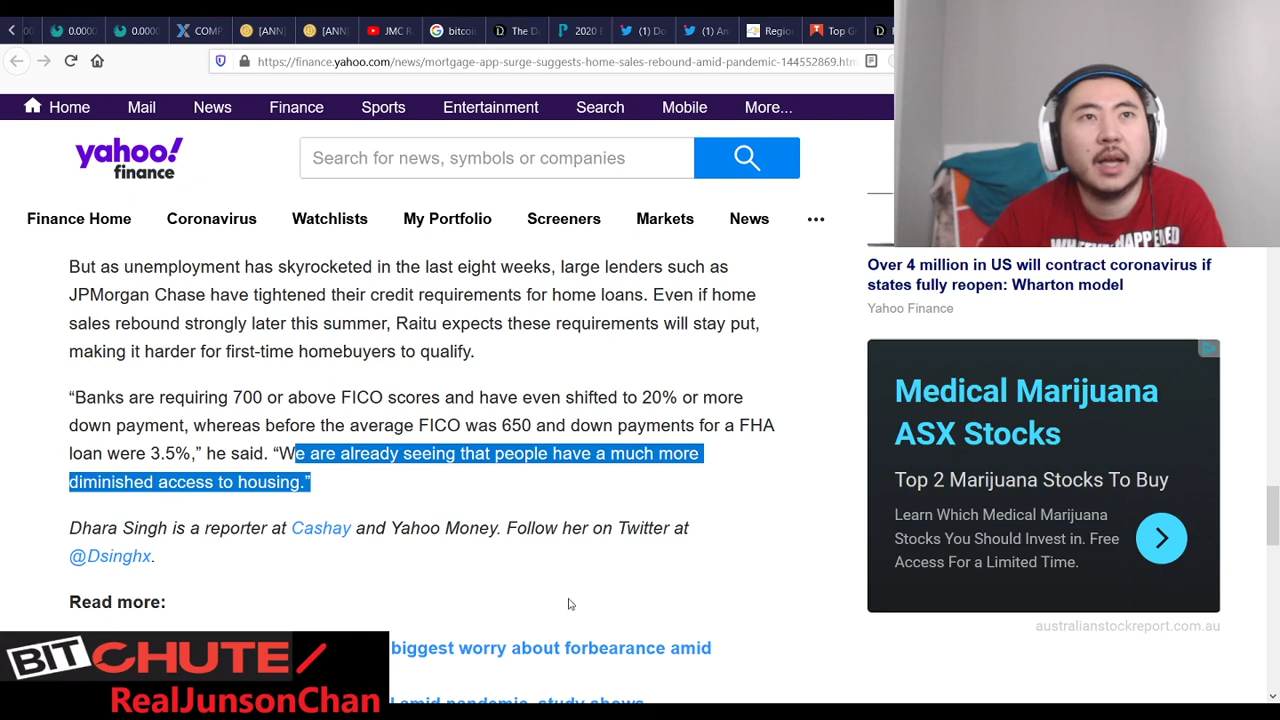 0.0000
0.0000
COMP
[ANN
[ANN
JMC R
bitcoi
The D
2020 E
(1) Do
(1) An
Region
Top G
https://finance.yahoo.com/news/mortgage-app-surge-suggests-home-sales-rebound-amid-pandemic-144552869.htm
Home Mail News Finance Sports Entertainment Search Mobile More...
yahoo!
finance
Search for news, symbols or companies
Finance Home Coronavirus Watchlists My Portfolio Screeners Markets News
But as unemployment has skyrocketed in the last eight weeks, large lenders such as
JPMorgan Chase have tightened their credit requirements for home loans. Even if home
sales rebound strongly later this summer, Raitu expects these requirements will stay put,
making it harder for first-time homebuyers to qualify.
“Banks are requiring 700 or above FICO scores and have even shifted to 20% or more
down payment, whereas before the average FICO was 650 and down payments for a FHA
loan were 3.5%,” he said. “We are already seeing that people have a much more
diminished access to housing.”
Dhara Singh is a reporter at Cashay and Yahoo Money. Follow her on Twitter at
@Dsinghx.
Read more:
biggest worry about forbearance amid
amid pandemic, study shows
Over 4 million in US will contract coronavirus if
states fully reopen: Wharton model
Yahoo Finance
Medical Marijuana
ASX Stocks
Top 2 Marijuana Stocks To Buy
Learn Which Medical Marijuana
Stocks You Should Invest in. Free
Access For a Limited Time.
australianstockreport.com.au
BITCHUTE/
RealJunsonChan